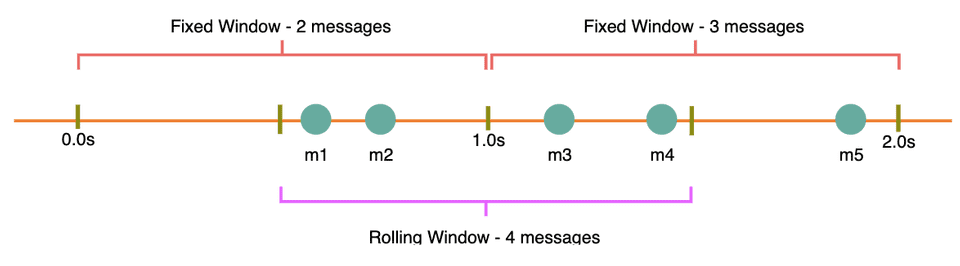 Fixed Window - 2 messages
Fixed Window - 3 messages
0.0s
m1
m2
1.0s
m3
m4
m5
2.0s
Rolling Window - 4 messages